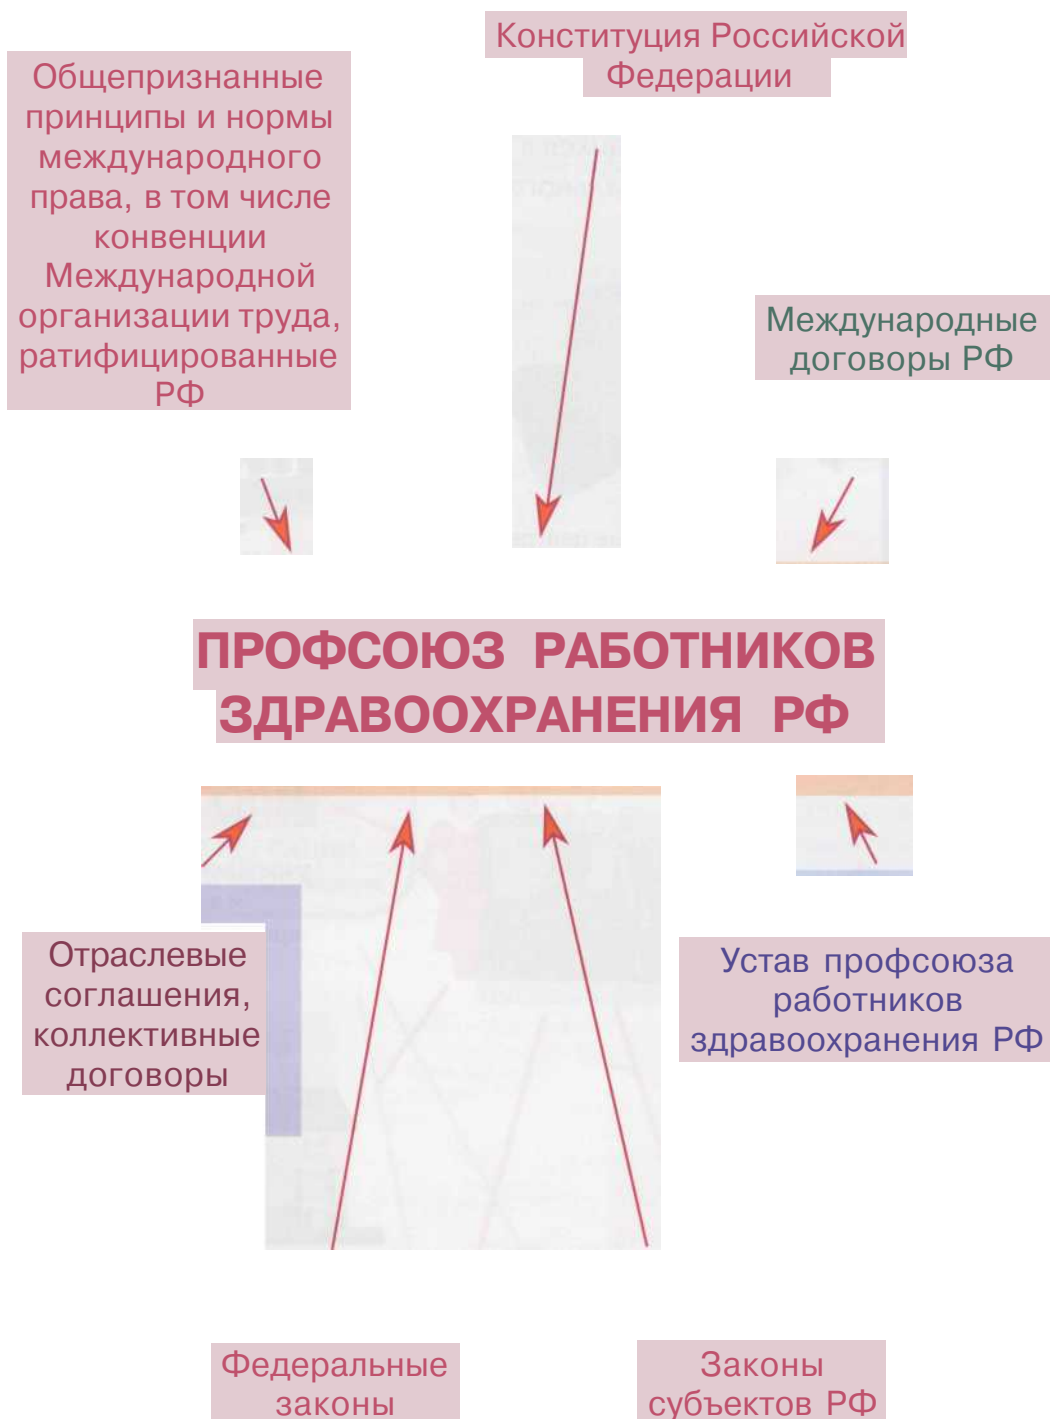 Конституция Российской
Федерации
Общепризнанные
принципы и нормы
международного
права, в том числе
конвенции
Международной
организации труда,
ратифицированные
РФ
Международные
договоры РФ
ПРОФСОЮЗ РАБОТНИКОВ
ЗДРАВООХРАНЕНИЯ РФ
Отраслевые
соглашения,
коллективные
договоры
Устав профсоюза
работников
здравоохранения РФ
Федеральные
законы
Законы
субъектов РФ